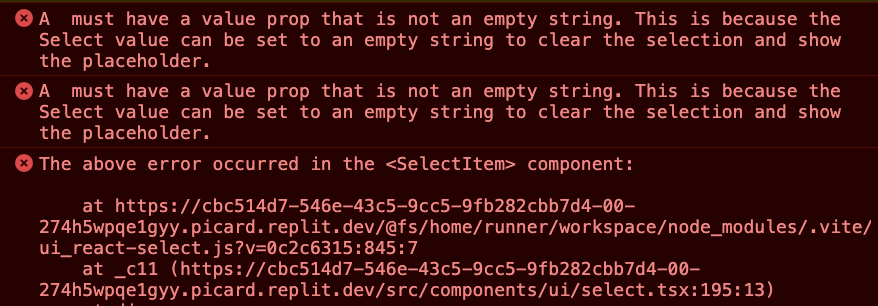 A  must have a value prop that is not an empty string. This is because the
Select value can be set to an empty string to clear the selection and show
the placeholder.
A  must have a value prop that is not an empty string. This is because the
Select value can be set to an empty string to clear the selection and show
the placeholder.
The above error occurred in the <SelectItem> component:
at https://cbc514d7-546e-43c5-9cc5-9fb282cbb7d4-00-
274h5wpqe1gyy.picard.replit.dev/@fs/home/runner/workspace/node_modules/.vite/
ui_react-select.js?v=0c2c6315:845:7
at _c11 (https://cbc514d7-546e-43c5-9cc5-9fb282cbb7d4-00-
274h5wpqe1gyy.picard.replit.dev/src/components/ui/select.tsx:195:13)